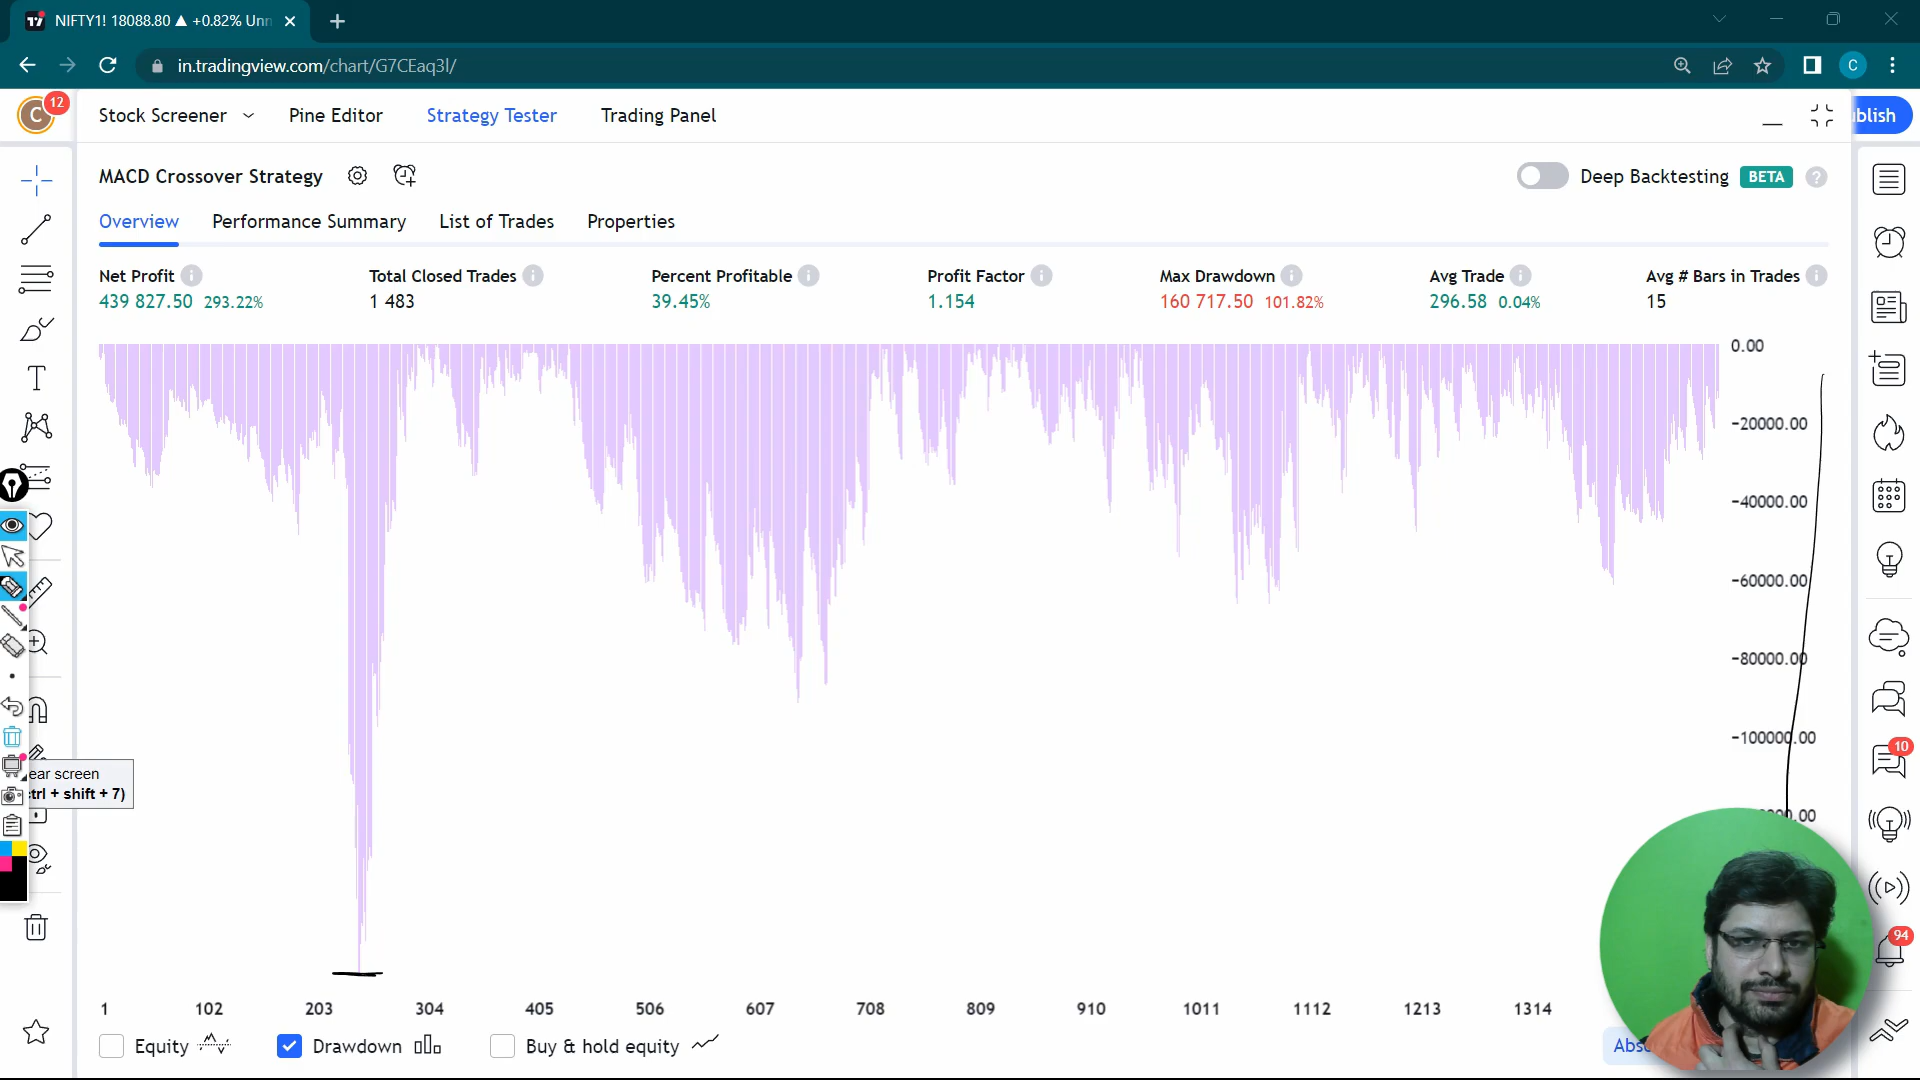 NIFTY1! 18088.80 ▲ +0.82% Unn
in.tradingview.com/chart/G7CEaq3l/
C
C 12
Stock Screener Pine Editor Strategy Tester Trading Panel
blish
MACD Crossover Strategy
Deep Backtesting BETA ?
Overview Performance Summary List of Trades Properties
Net Profit Total Closed Trades Percent Profitable Profit Factor Max Drawdown Avg Trade Avg # Bars in Trades
439 827.50 293.22% 1 483 39.45% 1.154 160 717.50 101.82% 296.58 0.04% 15
0.00
−20000.00
−40000.00
−60000.00
−80000.00
−100000.00
00.00
10
94
ear screen
ctrl + shift + 7)
1 102 203 304 405 506 607 708 809 910 1011 1112 1213 1314
Equity Drawdown Buy & hold equity